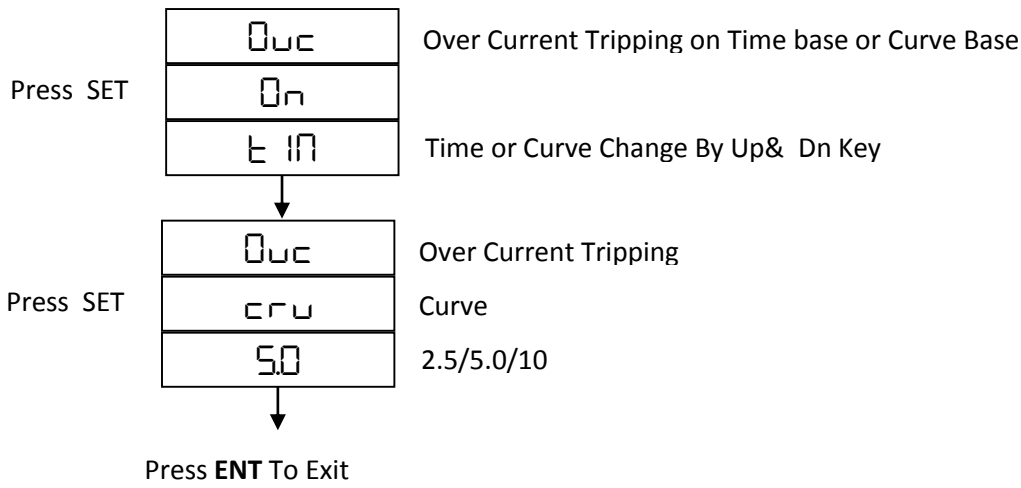 Ouc Over Current Tripping on Time base or Curve Base
Press SET On
tIM Time or Curve Change By Up& Dn Key
Ouc Over Current Tripping
Press SET cru Curve
5.0 2.5/5.0/10
Press ENT To Exit